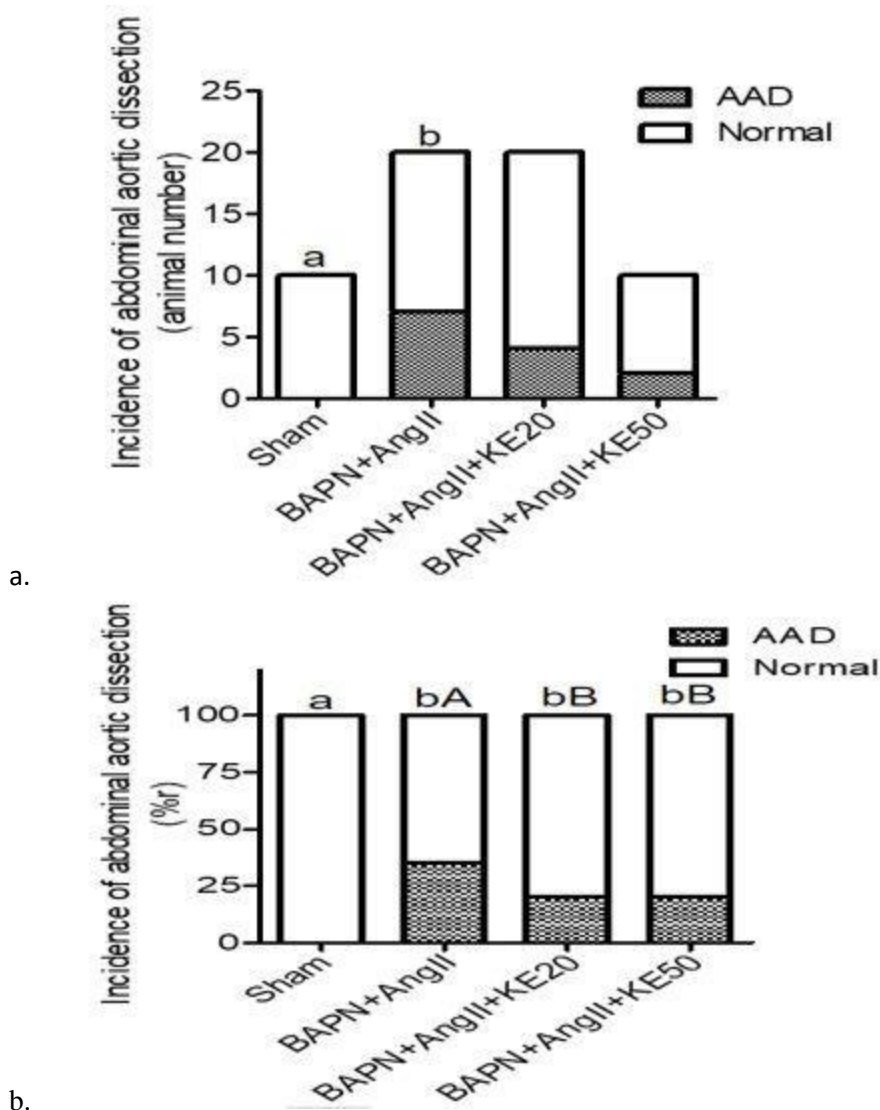 Incidence of abdominal aortic dissection
(animal number)
25
20
15
10
5
0
a
b
AAD
Normal
Sham
BAPN+AngII
BAPN+AngII+KE20
BAPN+AngII+KE50
a.
Incidence of abdominal aortic dissection
(%r)
100
75
50
25
0
a
bA
bB
bB
AAD
Normal
Sham
BAPN+AngII
BAPN+AngII+KE20
BAPN+AngII+KE50
b.